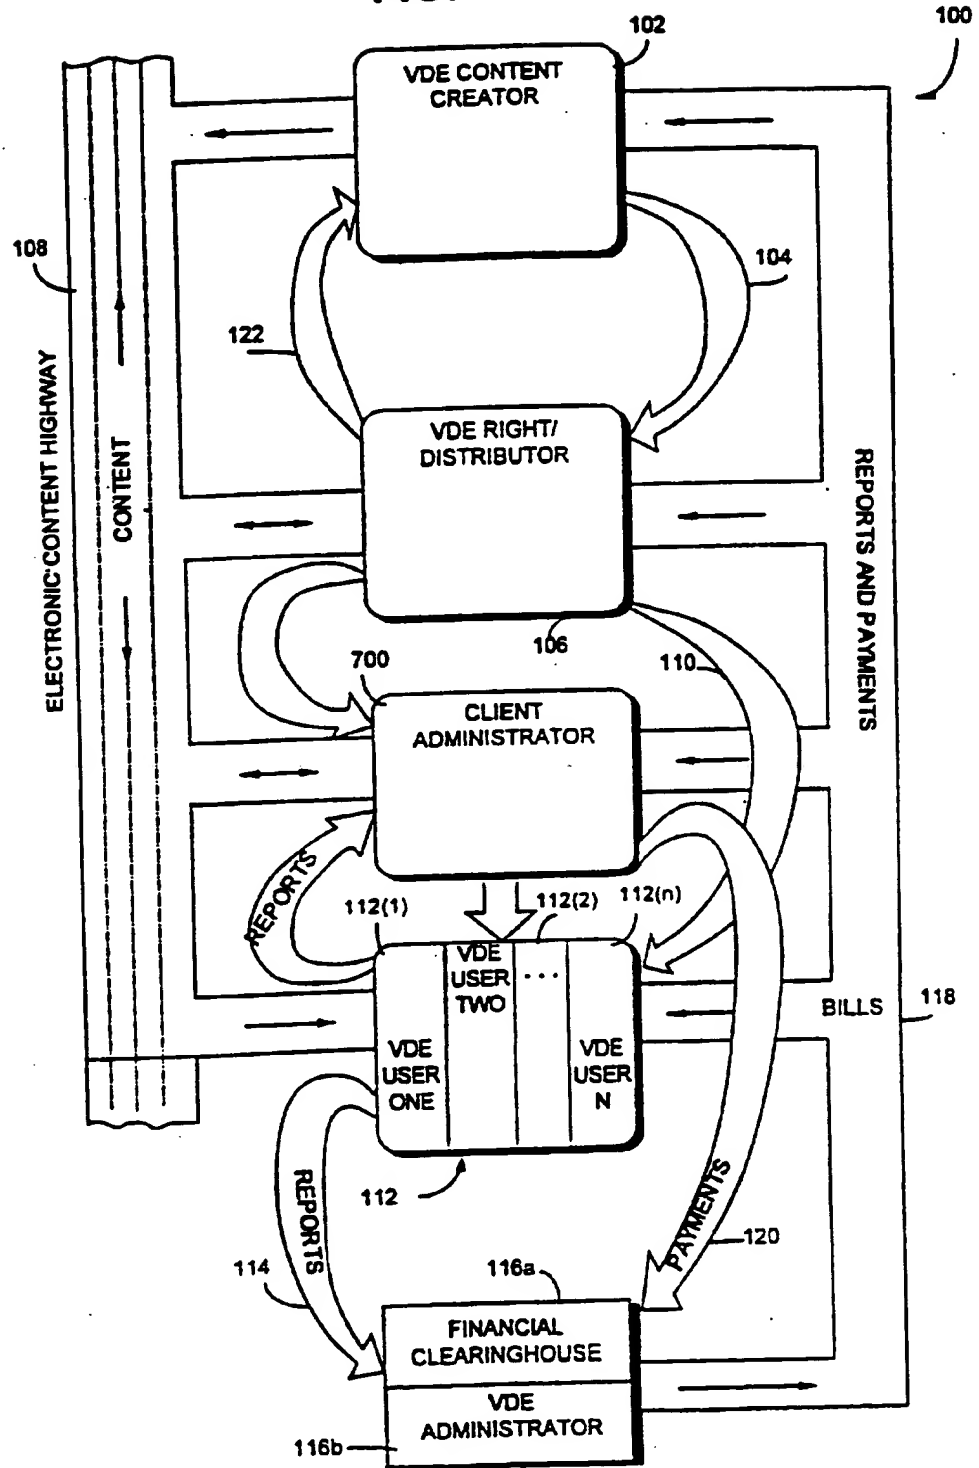 100
102
VDE CONTENT
CREATOR
108
104
122
ELECTRONIC CONTENT HIGHWAY
CONTENT
VDE RIGHT/
DISTRIBUTOR
REPORTS AND PAYMENTS
106
700
110
CLIENT
ADMINISTRATOR
REPORTS
112(1)
112(2)
112(n)
VDE
USER
TWO
...
BILLS
118
VDE
USER
ONE
VDE
USER
N
112
REPORTS
PAYMENTS
120
114
116a
FINANCIAL
CLEARINGHOUSE
VDE
ADMINISTRATOR
116b